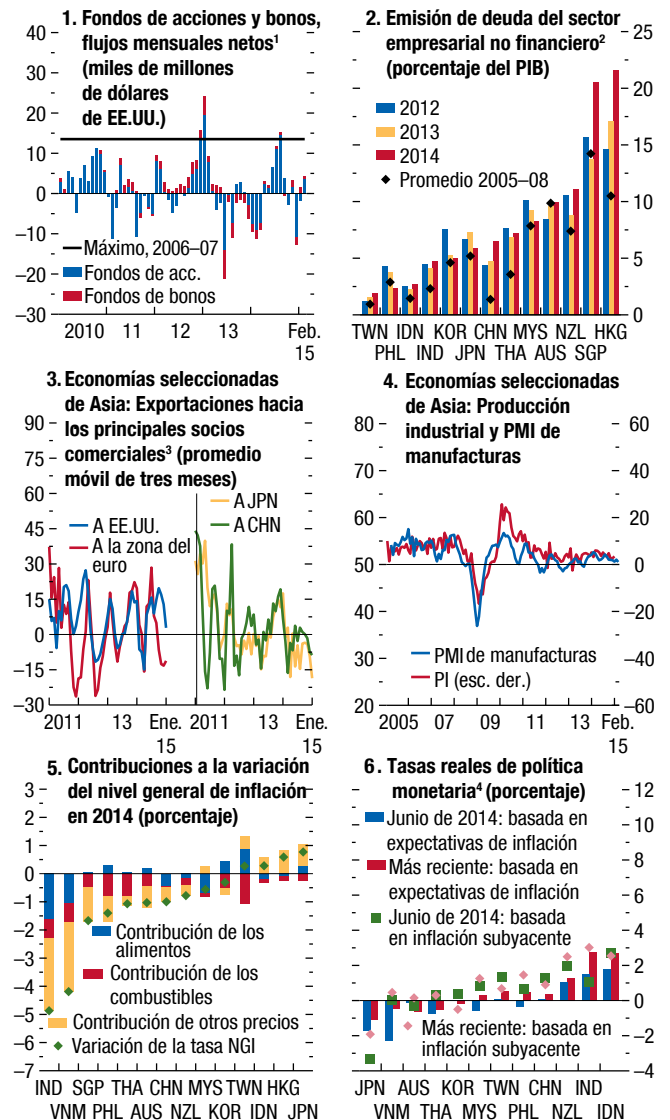 1. Fondos de acciones y bonos,
flujos mensuales netos¹
(miles de millones
de dólares
de EE.UU.)
40
30
20
10
0
−10
−20
−30
Máximo, 2006–07
Fondos de acc.
Fondos de bonos
2010 11 12 13 Feb.
15
2. Emisión de deuda del sector
empresarial no financiero²
(porcentaje del PIB)
25
20
15
10
5
0
2012
2013
2014
Promedio 2005–08
TWN IDN KOR CHN MYS NZL HKG
PHL IND JPN THA AUS SGP
3. Economías seleccionadas
de Asia: Exportaciones hacia
los principales socios
comerciales³ (promedio
móvil de tres meses)
90
75
60
45
30
15
0
−15
−30
A EE.UU.
A la zona del
euro
A JPN
A CHN
2011 13 Ene. 2011 13 Ene.
15 15
4. Economías seleccionadas
de Asia: Producción
industrial y PMI de
manufacturas
80
70
60
50
40
30
20
60
40
20
0
−20
−40
−60
PMI de manufacturas
PI (esc. der.)
2005 07 09 11 13 Feb.
15
5. Contribuciones a la variación
del nivel general de inflación
en 2014 (porcentaje)
3
2
1
0
−1
−2
−3
−4
−5
−6
−7
Contribución de los
alimentos
Contribución de los
combustibles
Contribución de otros precios
Variación de la tasa NGI
IND SGP THA CHN MYS TWN HKG
VNM PHL AUS NZL KOR IDN JPN
6. Tasas reales de política
monetaria⁴ (porcentaje)
12
10
8
6
4
2
0
−2
−4
Junio de 2014: basada en
expectativas de inflación
Más reciente: basada en
expectativas de inflación
Junio de 2014: basada
en inflación subyacente
Más reciente: basada en
inflación subyacente
JPN AUS KOR TWN CHN IND
VNM THA MYS PHL NZL IDN